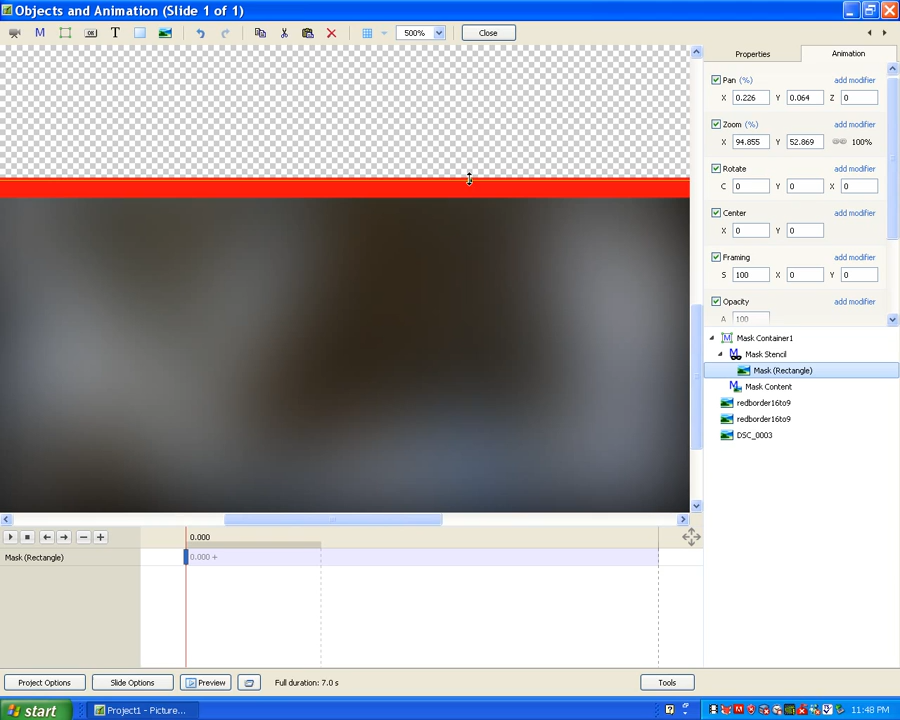 Objects and Animation (Slide 1 of 1)
M OK T 500% Close
Properties Animation
Pan (%) add modifier
X 0.226 Y 0.064 Z 0
Zoom (%) add modifier
X 94.855 Y 52.869 100%
Rotate add modifier
C 0 Y 0 X 0
Center add modifier
X 0 Y 0
Framing add modifier
S 100 X 0 Y 0
Opacity add modifier
A 100
M Mask Container1
M Mask Stencil
Mask (Rectangle)
M Mask Content
redborder16to9
redborder16to9
DSC_0003
0.000
Mask (Rectangle) 0.000 +
Project Options Slide Options Preview Full duration: 7.0 s Tools
start Project1 - Picture... 11:48 PM